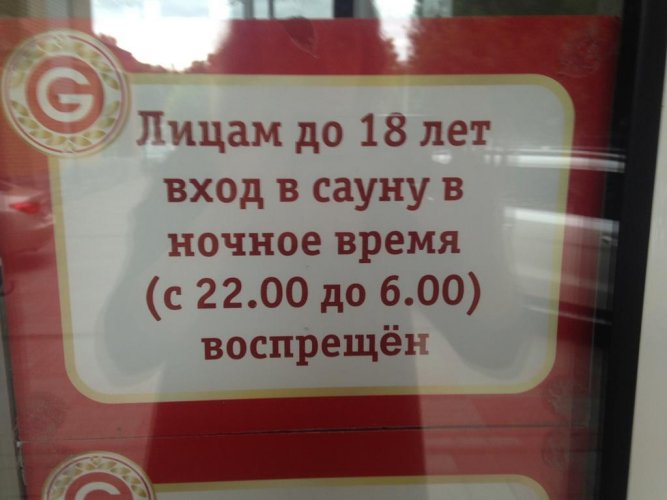 G
Лицам до 18 лет
вход в сауну в
ночное время
(с 22.00 до 6.00)
воспрещён
G